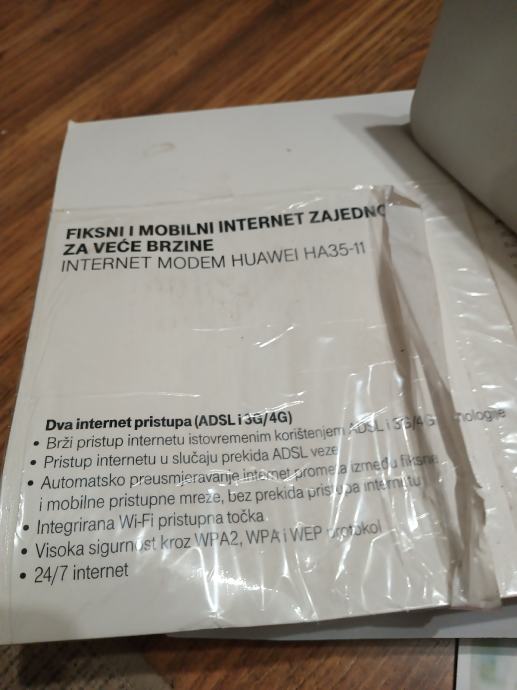 FIKSNI I MOBILNI INTERNET ZAJEDNO
ZA VEĆE BRZINE
INTERNET MODEM HUAWEI HA35-11
Dva internet pristupa (ADSL i 3G/4G)
• Brži pristup internetu istovremenim korištenjem ADSL i 3G/4G
• Pristup internetu u slučaju prekida ADSL veze
• Automatsko preusmjeravanje internet prometa između fiksne
i mobilne pristupne mreže, bez prekida pristupa internetu
• Integrirana Wi-Fi pristupna točka
• Visoka sigurnost kroz WPA2, WPA i WEP protokol
• 24/7 internet